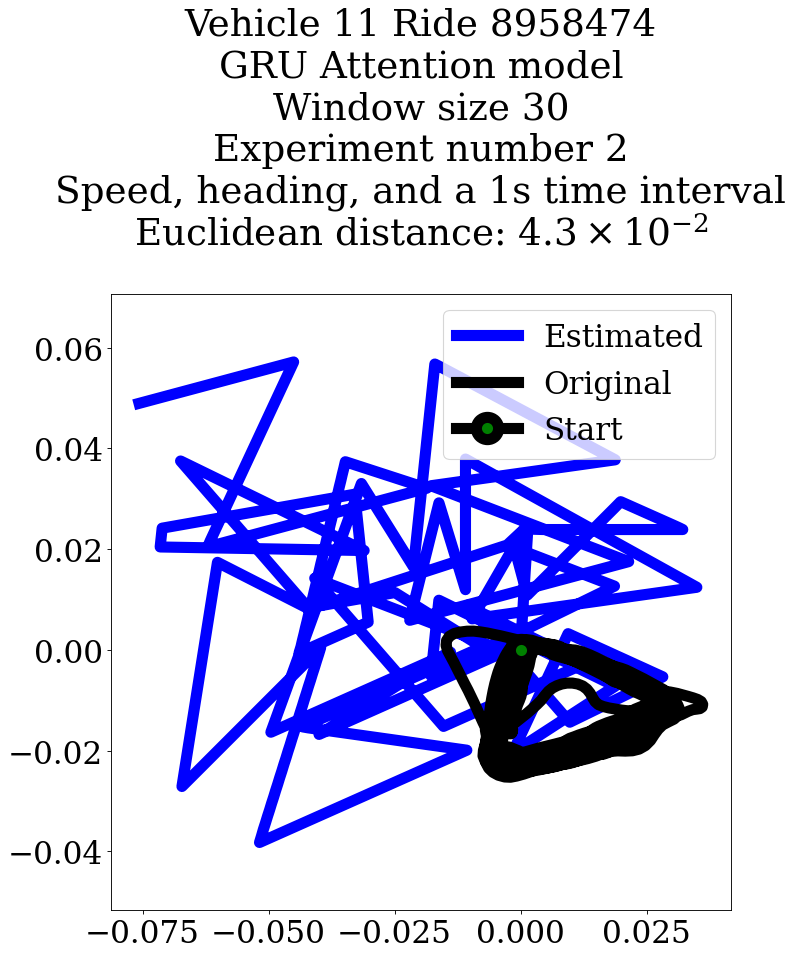 Vehicle 11 Ride 8958474
GRU Attention model
Window size 30
Experiment number 2
Speed, heading, and a 1s time interval
Euclidean distance: 4.3 × 10⁻²
Estimated
Original
Start
0.06
0.04
0.02
0.00
−0.02
−0.04
−0.075 −0.050 −0.025 0.000 0.025